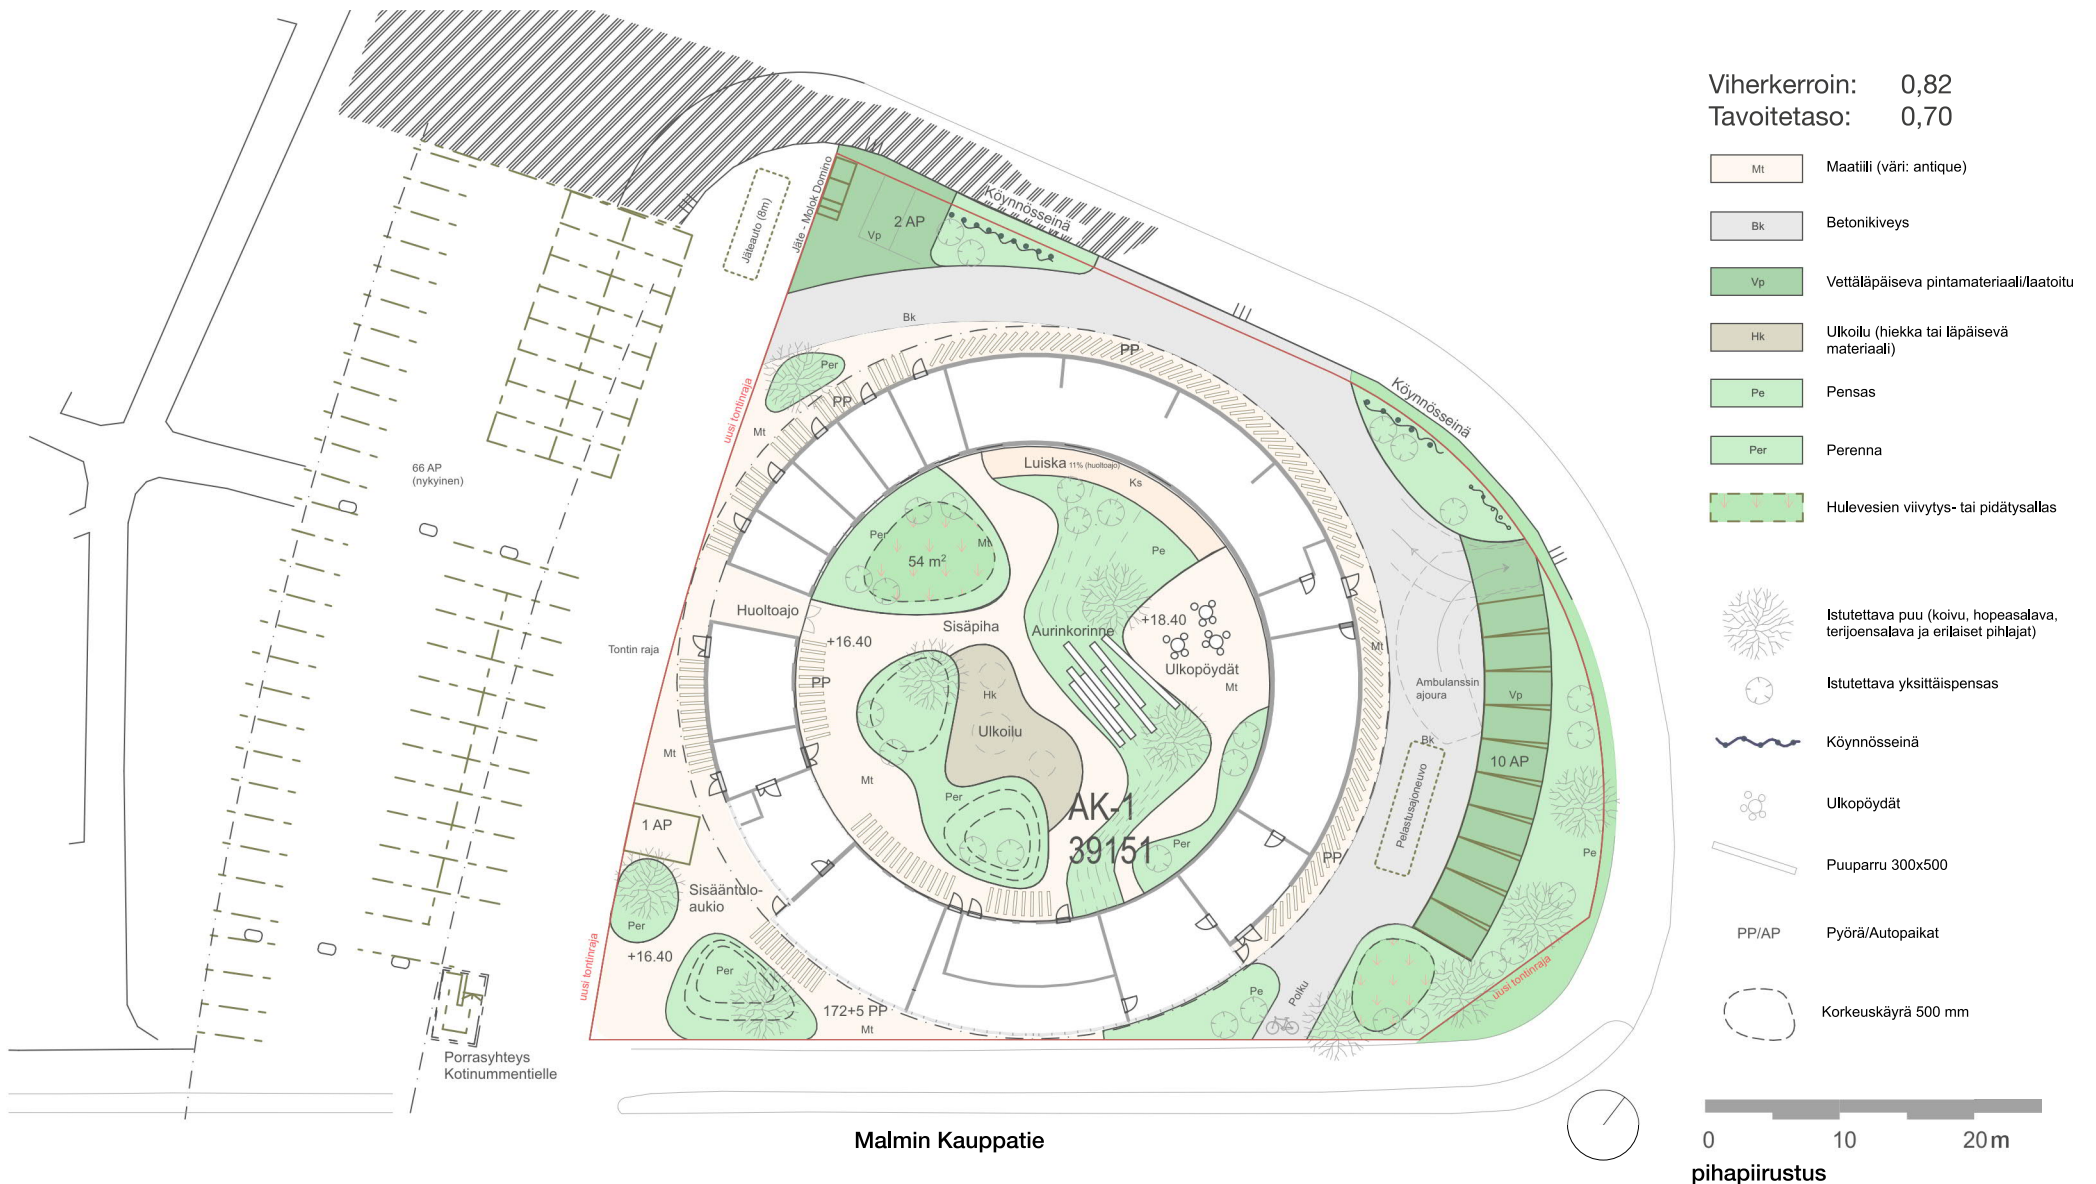 Viherkerroin: 0,82
Tavoitetaso: 0,70
Mt Maatiili (väri: antique)
Bk Betonikiveys
Vp Vettäläpäiseva pintamateriaali/laatoitu
Hk Ulkoilu (hiekka tai läpäisevä
materiaali)
Pe Pensas
Per Perenna
Hulevesien viivytys- tai pidätysallas
Istutettava puu (koivu, hopeasalava,
terijoensalava ja erilaiset pihlajat)
Istutettava yksittäispensas
Köynnösseinä
Ulkopöydät
Puuparru 300x500
PP/AP Pyörä/Autopaikat
Korkeuskäyrä 500 mm
0 10 20 m
pihapiirustus
Jäteauto (8m)
Jäte - Molok Domino
2 AP
Vp
Köynnösseinä
Bk
PP
Per
PP
Mt
uusi tontinraja
Köynnösseinä
66 AP
(nykyinen)
Luiska 11% (huoltoajo)
Ks
Per
Mt
54 m²
Pe
Huoltoajo
Sisäpiha
Aurinkorinne
+18.40
+16.40
Tontin raja
Ulkopöydät
Mt
Mt
PP
Hk
Ulkoilu
Ambulanssin
ajoura
Vp
Bk
Mt
Mt
10 AP
Per
AK-1
39151
Pelastusajoneuvo
1 AP
Per
PP
Pe
Sisääntulo-
aukio
Per
+16.40
uusi tontinraja
Per
172+5 PP
Mt
Pe
Polku
uusi tontinraja
Porrasyhteys
Kotinummentielle
Malmin Kauppatie